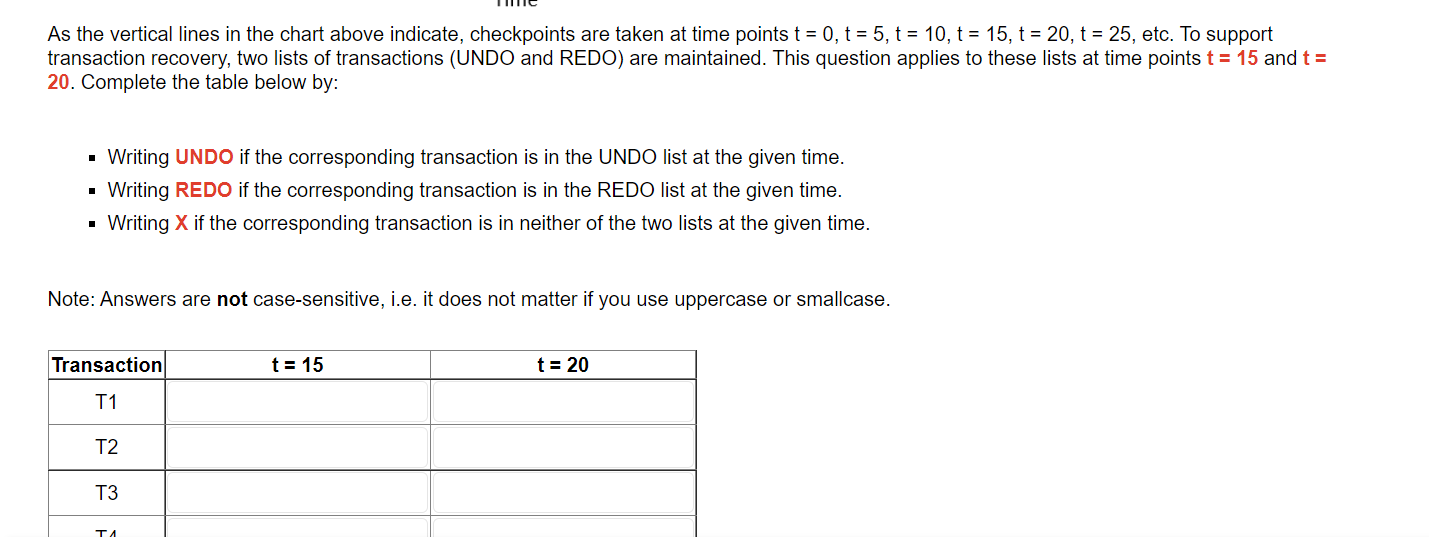 As the vertical lines in the chart above indicate, checkpoints are taken at time points t = 0, t = 5, t = 10, t = 15, t = 20, t = 25, etc. To support
transaction recovery, two lists of transactions (UNDO and REDO) are maintained. This question applies to these lists at time points t = 15 and t =
20. Complete the table below by:
▪ Writing UNDO if the corresponding transaction is in the UNDO list at the given time.
▪ Writing REDO if the corresponding transaction is in the REDO list at the given time.
▪ Writing X if the corresponding transaction is in neither of the two lists at the given time.
Note: Answers are not case-sensitive, i.e. it does not matter if you use uppercase or smallcase.
Transaction t = 15 t = 20
T1
T2
T3